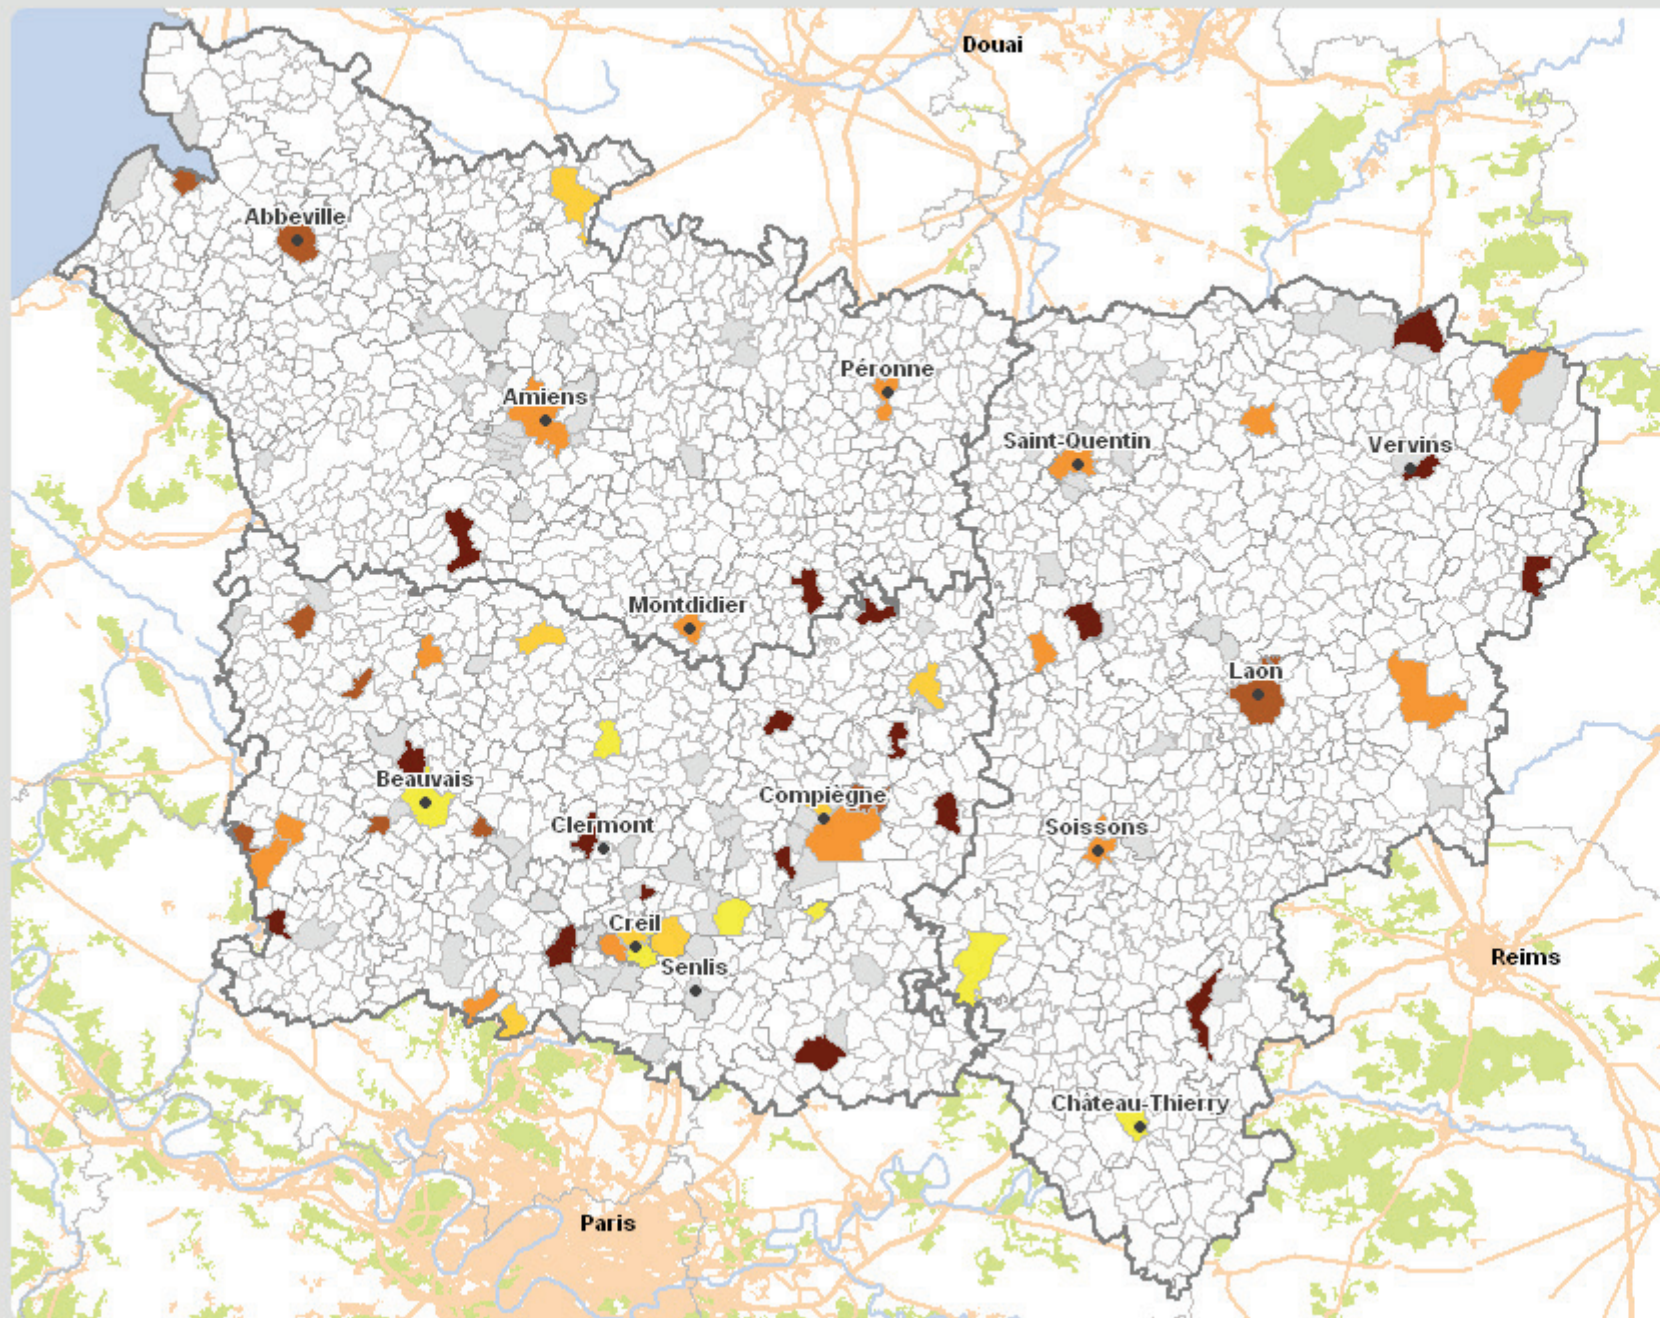 Douai
Abbeville
Péronne
Amiens
Saint-Quentin
Vervins
Montdidier
Laon
Beauvais
Compiègne
Clermont
Soissons
Creil
Senlis
Reims
Château-Thierry
Paris